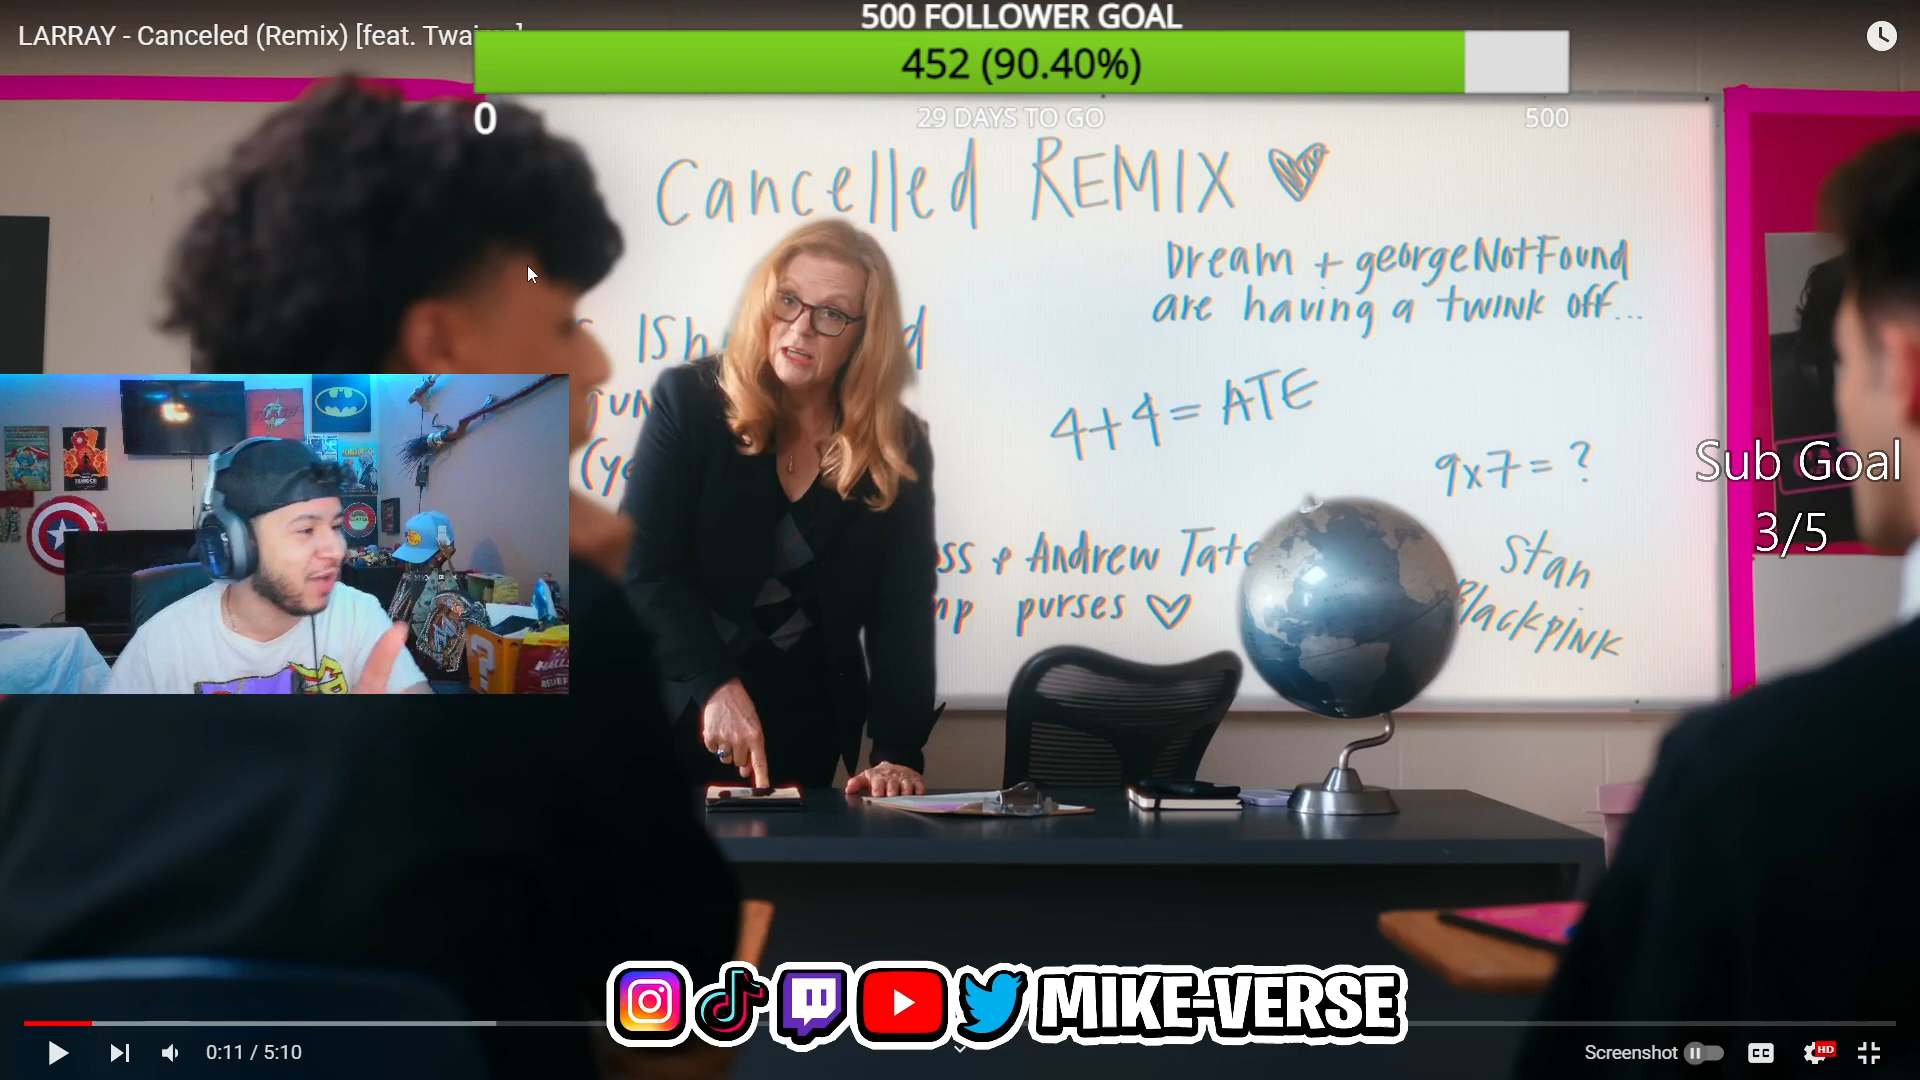 500 FOLLOWER GOAL
LARRAY - Canceled (Remix) [feat.
452 (90.40%)
0
29 DAYS TO GO
500
Cancelled REMIX
Dream + georgeNotFound
are having a twink off...
4+4= ATE
9x7= ?
Sub Goal
3/5
& Andrew Tate
purses
Stan
Blackpink
MIKE-VERSE
0:11 / 5:10
Screenshot
CC
HD